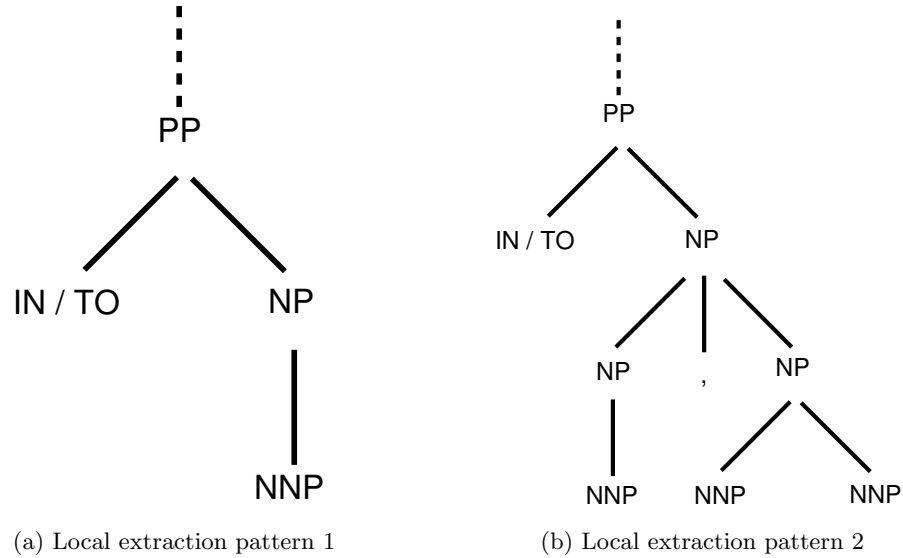 PP
IN / TO NP
NNP
(a) Local extraction pattern 1
PP
IN / TO NP
NP , NP
NNP NNP NNP
(b) Local extraction pattern 2